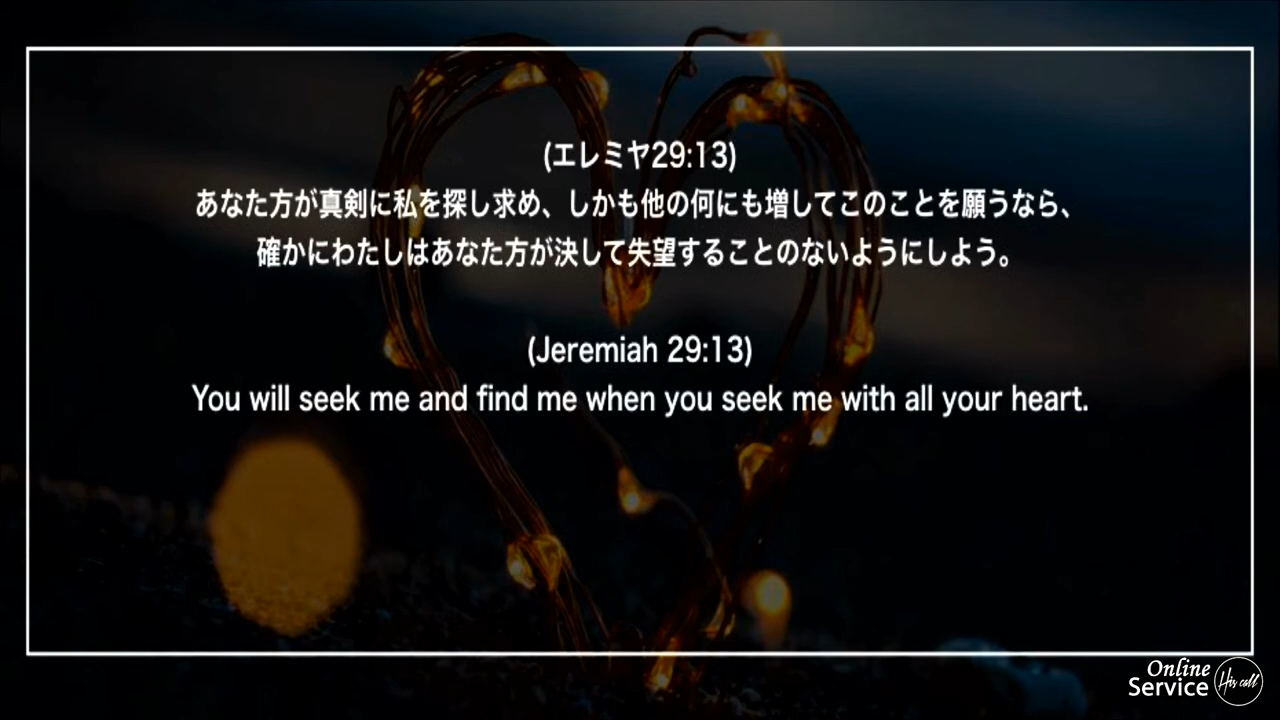 (エレミヤ29:13)
あなた方が真剣に私を探し求め、しかも他の何にも増してこのことを願うなら、
確かにわたしはあなた方が決して失望することのないようにしよう。
(Jeremiah 29:13)
You will seek me and find me when you seek me with all your heart.
Online
Service
His call